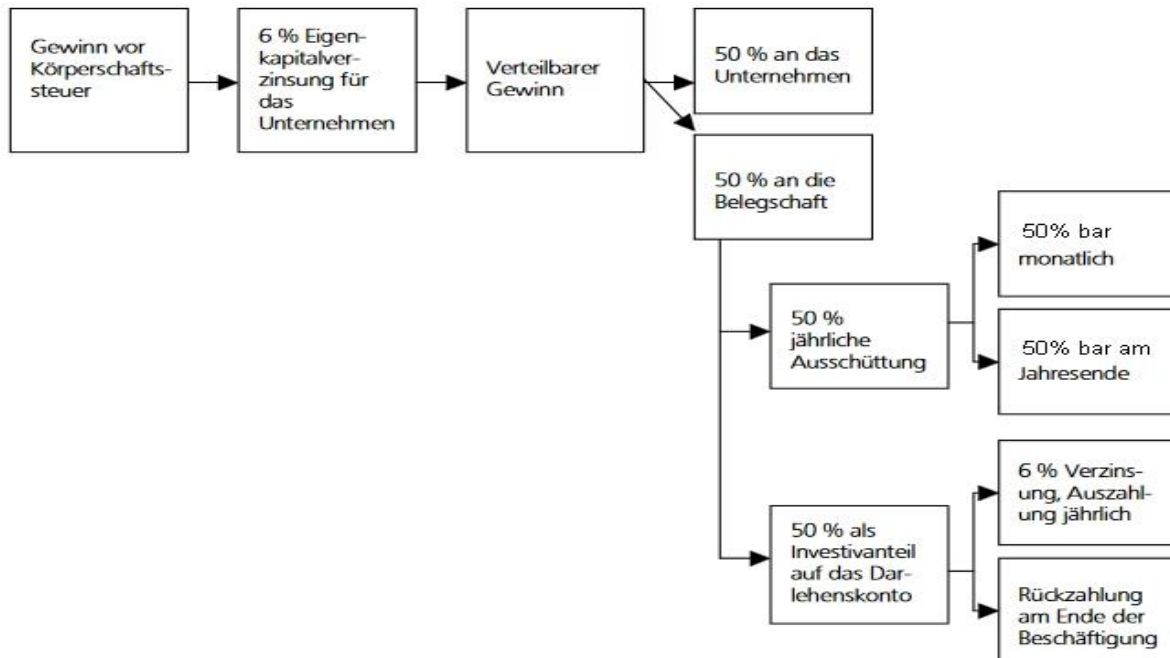 Gewinn vor
Körperschafts-
steuer
6 % Eigen-
kapitalver-
zinsung für
das
Unternehmen
Verteilbarer
Gewinn
50 % an das
Unternehmen
50 % an die
Belegschaft
50 %
jährliche
Ausschüttung
50% bar
monatlich
50% bar am
Jahresende
50 % als
Investivanteil
auf das Dar-
lehenskonto
6 % Verzins-
ung, Auszahl-
ung jährlich
Rückzahlung
am Ende der
Beschäftigung